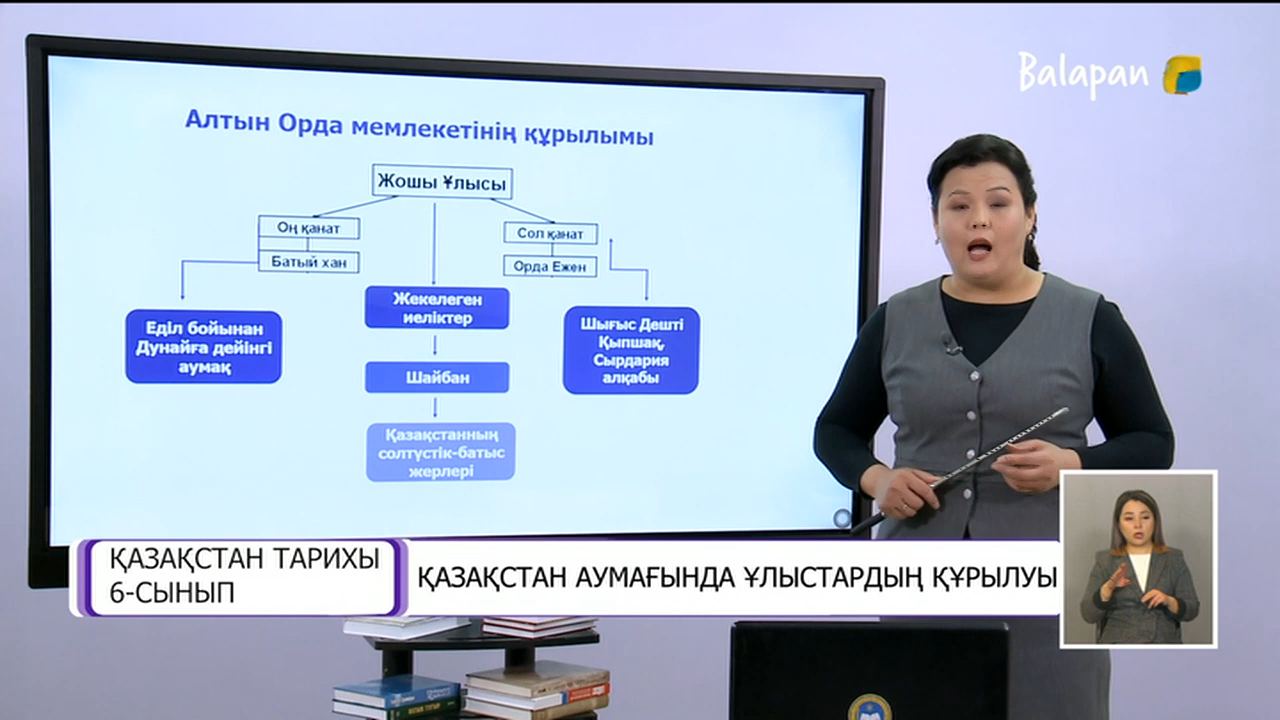 Balapan
Алтын Орда мемлекетінің құрылымы
Жошы Ұлысы
Оң қанат
Батый хан
Сол қанат
Орда Ежен
Жекелеген
иеліктер
Еділ бойынан
Дунайға дейінгі
аумақ
Шығыс Дешті
Қыпшақ,
Сырдария
алқабы
Шайбан
Қазақстанның
солтүстік-батыс
жерлері
ҚАЗАҚСТАН ТАРИХЫ
6-СЫНЫП
ҚАЗАҚСТАН АУМАҒЫНДА ҰЛЫСТАРДЫҢ ҚҰРЫЛУЫ